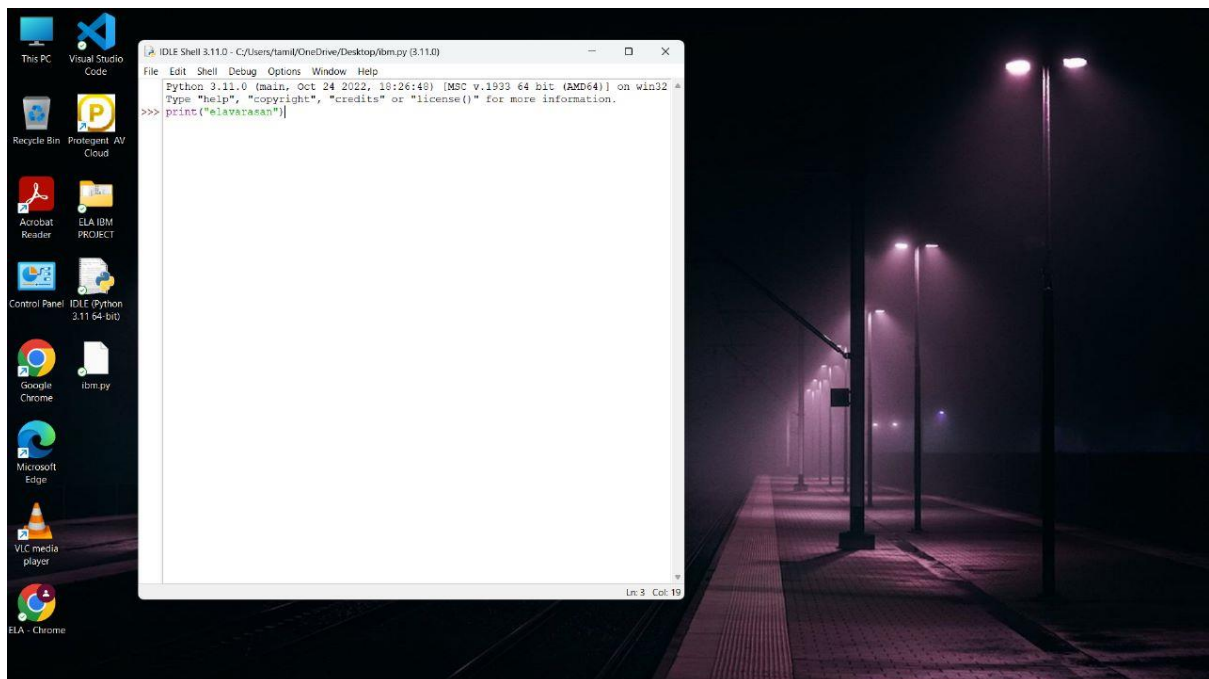 This PC
Visual Studio
Code
Recycle Bin
Protegent AV
Cloud
Acrobat
Reader
ELA IBM
PROJECT
Control Panel
IDLE (Python
3.11 64-bit)
Google
Chrome
ibm.py
Microsoft
Edge
VLC media
player
ELA - Chrome
IDLE Shell 3.11.0 - C:/Users/tamil/OneDrive/Desktop/ibm.py (3.11.0)
File Edit Shell Debug Options Window Help
Python 3.11.0 (main, Oct 24 2022, 18:26:48) [MSC v.1933 64 bit (AMD64)] on win32
Type "help", "copyright", "credits" or "license()" for more information.
>>> print("elavarasan")
Ln: 3 Col: 19